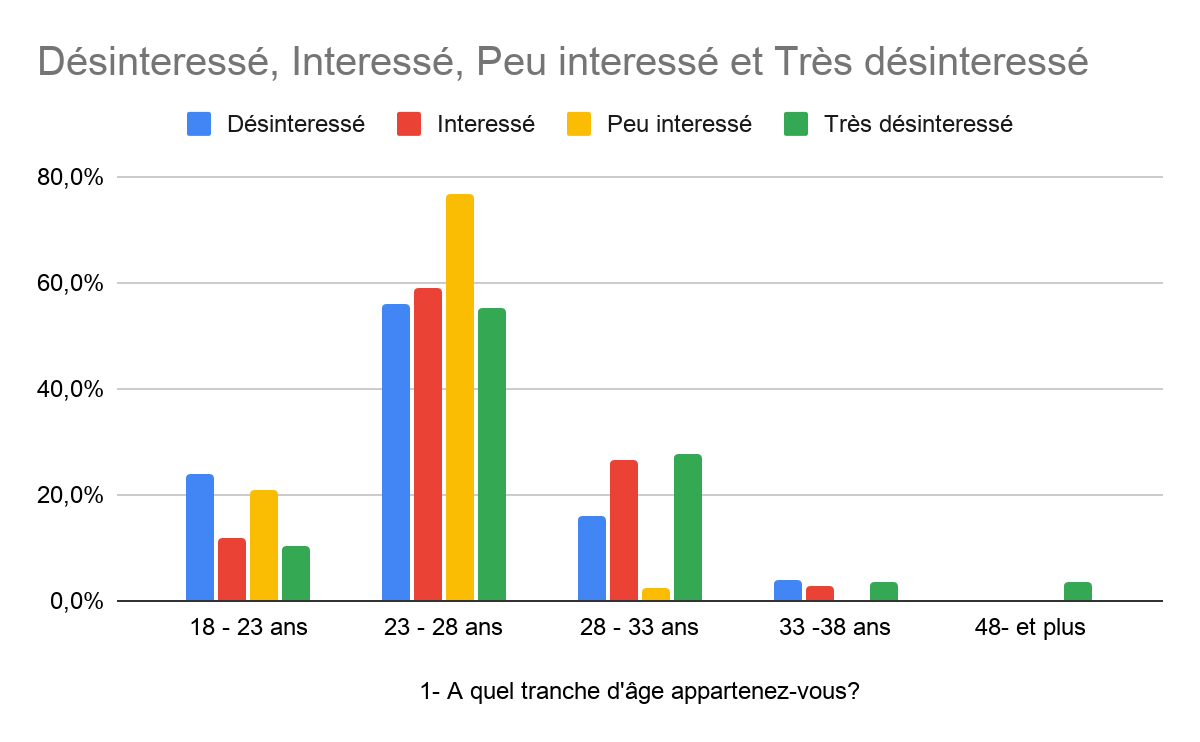 Désinteressé, Interessé, Peu interessé et Très désinteressé
Désinteressé Interessé Peu interessé Très désinteressé
80,0%
60,0%
40,0%
20,0%
0,0%
18 - 23 ans 23 - 28 ans 28 - 33 ans 33 -38 ans 48- et plus
1- A quel tranche d'âge appartenez-vous?